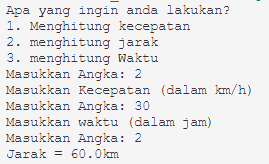 Apa yang ingin anda lakukan?
1. Menghitung kecepatan
2. menghitung jarak
3. menghitung Waktu
Masukkan Angka: 2
Masukkan Kecepatan (dalam km/h)
Masukkan Angka: 30
Masukkan waktu (dalam jam)
Masukkan Angka: 2
Jarak = 60.0km